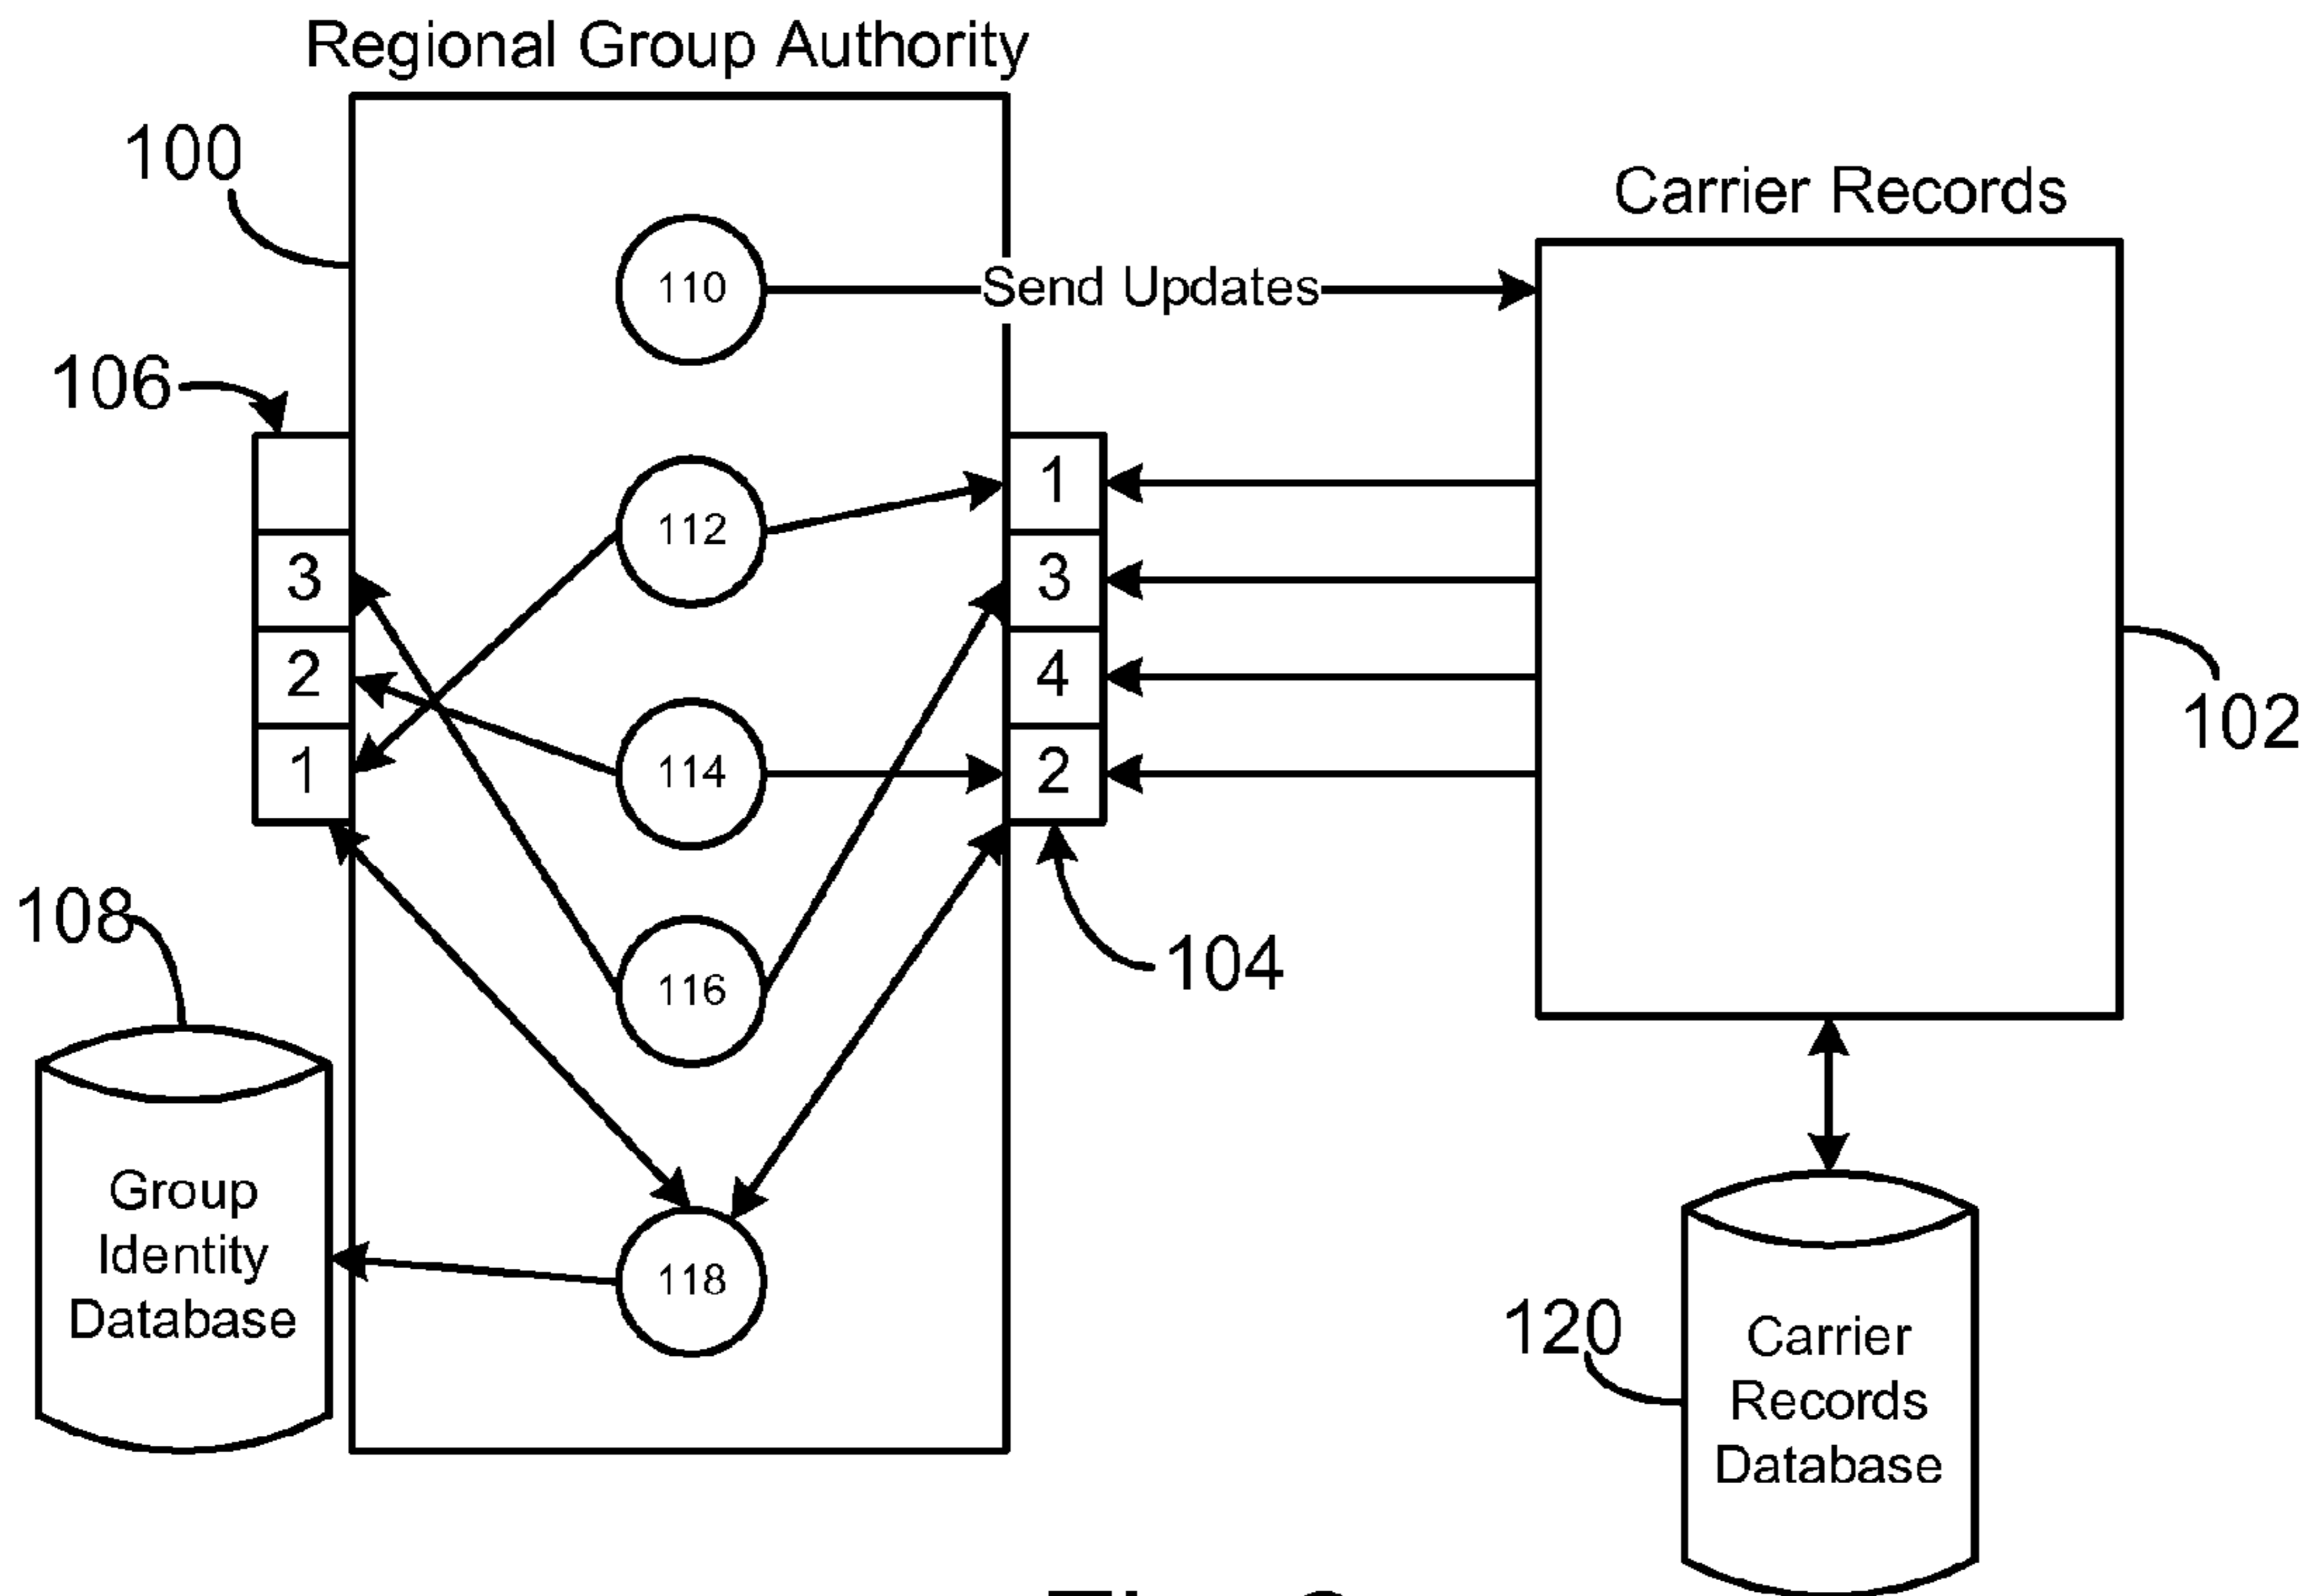 Regional Group Authority
100
Carrier Records
110
Send Updates
106
112
1
3
3
4
2
2
1
114
102
108
116
104
Group
Identity
Database
118
120
Carrier
Records
Database